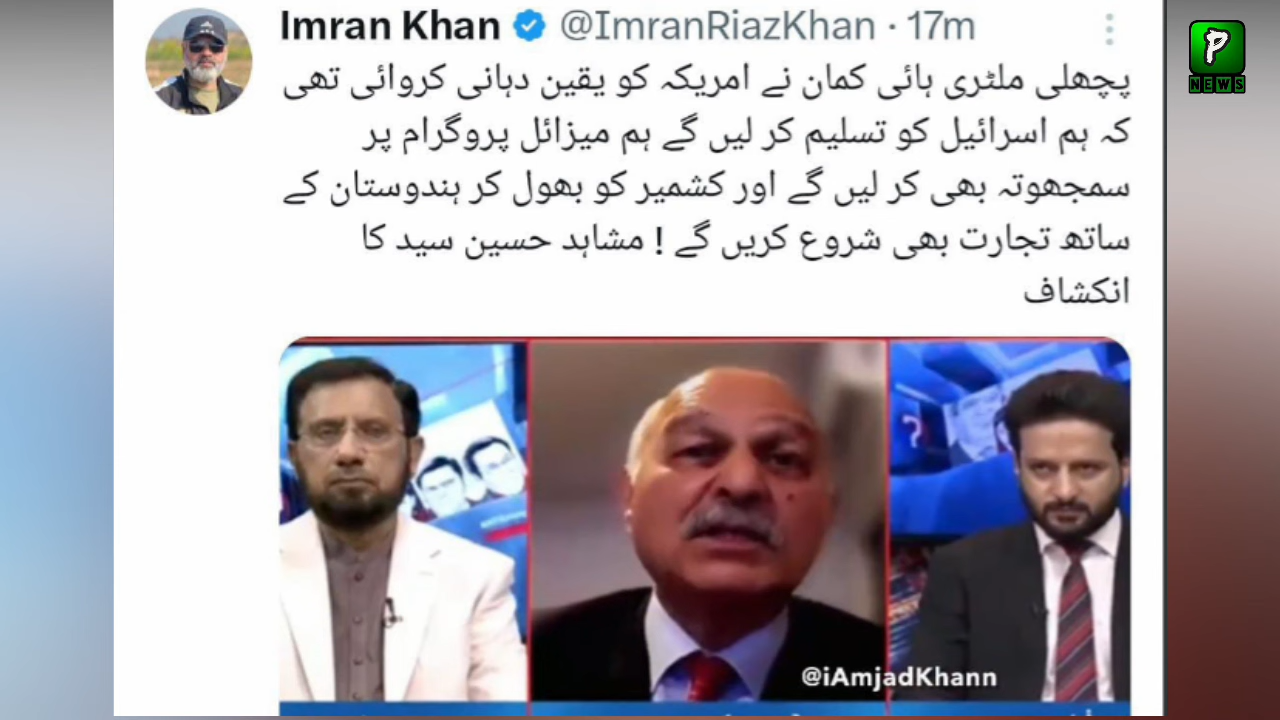 Imran Khan @ImranRiazKhan · 17m
پچھلی ملٹری ہائی کمان نے امریکہ کو یقین دہانی کروائی تھی
کہ ہم اسرائیل کو تسلیم کر لیں گے ہم میزائل پروگرام پر
سمجھوتہ بھی کر لیں گے اور کشمیر کو بھول کر ہندوستان کے
ساتھ تجارت بھی شروع کریں گے ! مشاہد حسین سید کا
انکشاف
@iAmjadKhann
P
NEWS